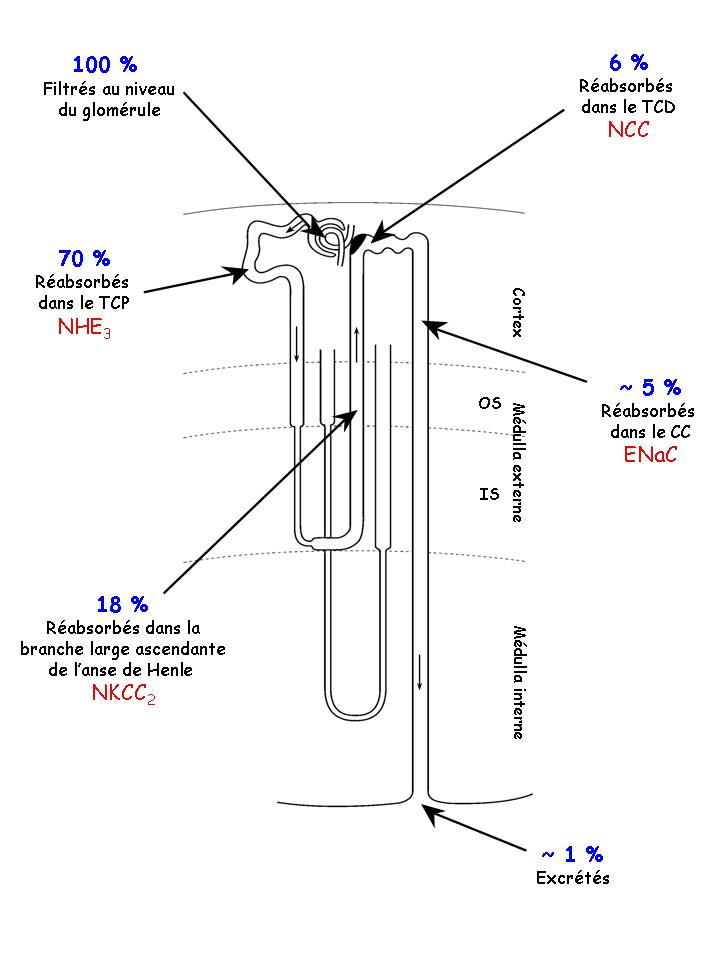 100 %
Filtrés au niveau
du glomérule
6 %
Réabsorbés
dans le TCD
NCC
70 %
Réabsorbés
dans le TCP
NHE₃
Cortex
~ 5 %
Réabsorbés
dans le CC
ENaC
OS
Médulla externe
IS
18 %
Réabsorbés dans la
branche large ascendante
de l'anse de Henle
NKCC₂
Médulla interne
~ 1 %
Excrétés